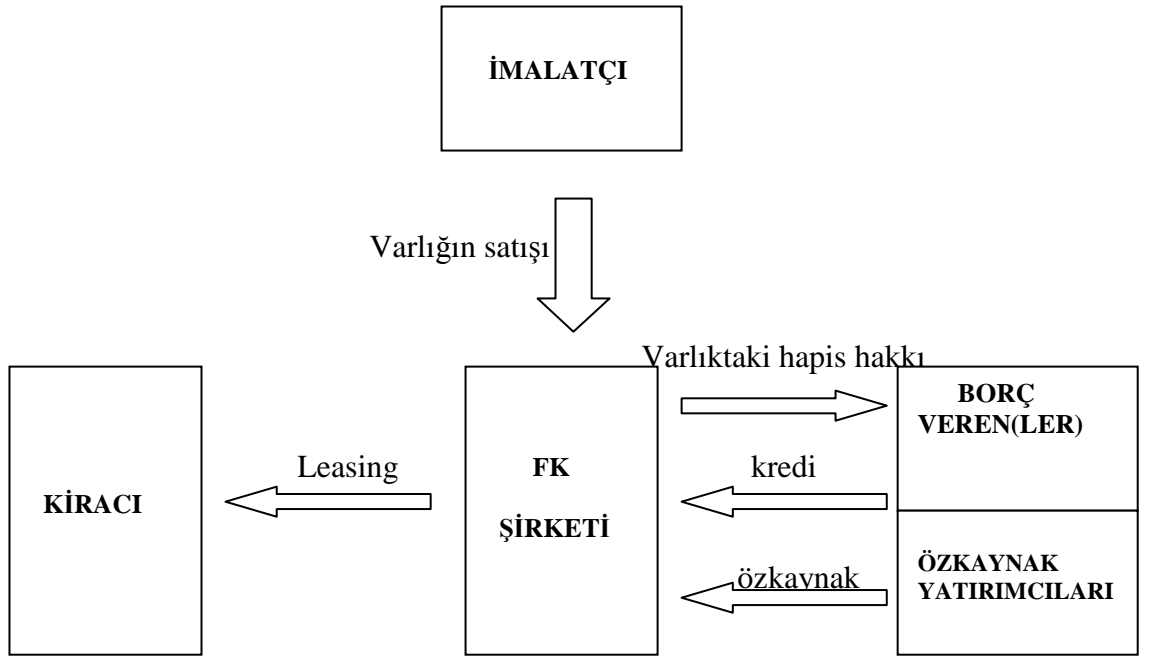 İMALATÇI
Varlığın satışı
Varlıktaki hapis hakkı
BORÇ
VEREN(LER)
Leasing
FK
kredi
KİRACI
ŞİRKETİ
özkaynak
ÖZKAYNAK
YATIRIMCILARI